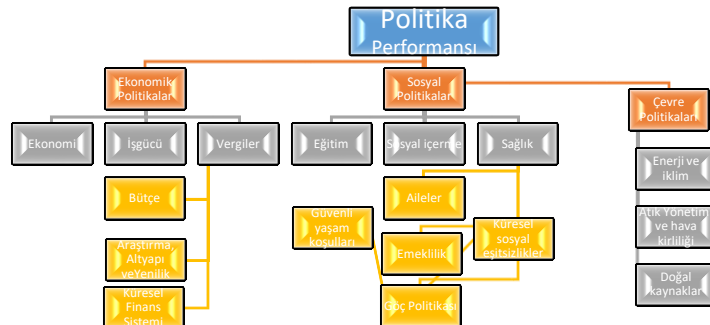 Politika
Performansı
Ekonomik
Politikalar
Sosyal
Politikalar
Çevre
Politikaları
Ekonomi
İşgücü
Vergiler
Eğitim
Sosyal içerme
Sağlık
Enerji ve
iklim
Bütçe
Aileler
Güvenli
yaşam
koşulları
Küresel
sosyal
eşitsizlikler
Atık Yönetimi
ve hava
kirliliği
Araştırma,
Altyapı
veYenilik
Emeklilik
Doğal
kaynaklar
Küresel
Finans
Sistemi
Göç Politikası